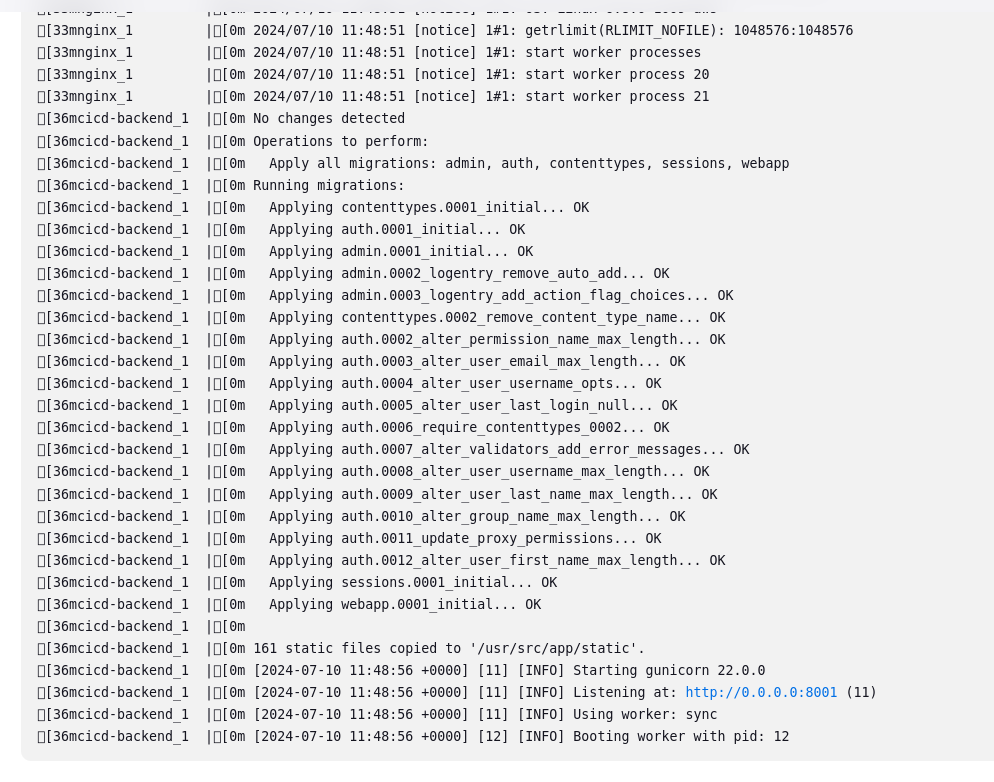 ▯[33mnginx_1         |▯[0m 2024/07/10 11:48:51 [notice] 1#1: getrlimit(RLIMIT_NOFILE): 1048576:1048576
▯[33mnginx_1         |▯[0m 2024/07/10 11:48:51 [notice] 1#1: start worker processes
▯[33mnginx_1         |▯[0m 2024/07/10 11:48:51 [notice] 1#1: start worker process 20
▯[33mnginx_1         |▯[0m 2024/07/10 11:48:51 [notice] 1#1: start worker process 21
▯[36mcicd-backend_1  |▯[0m No changes detected
▯[36mcicd-backend_1  |▯[0m Operations to perform:
▯[36mcicd-backend_1  |▯[0m   Apply all migrations: admin, auth, contenttypes, sessions, webapp
▯[36mcicd-backend_1  |▯[0m Running migrations:
▯[36mcicd-backend_1  |▯[0m   Applying contenttypes.0001_initial... OK
▯[36mcicd-backend_1  |▯[0m   Applying auth.0001_initial... OK
▯[36mcicd-backend_1  |▯[0m   Applying admin.0001_initial... OK
▯[36mcicd-backend_1  |▯[0m   Applying admin.0002_logentry_remove_auto_add... OK
▯[36mcicd-backend_1  |▯[0m   Applying admin.0003_logentry_add_action_flag_choices... OK
▯[36mcicd-backend_1  |▯[0m   Applying contenttypes.0002_remove_content_type_name... OK
▯[36mcicd-backend_1  |▯[0m   Applying auth.0002_alter_permission_name_max_length... OK
▯[36mcicd-backend_1  |▯[0m   Applying auth.0003_alter_user_email_max_length... OK
▯[36mcicd-backend_1  |▯[0m   Applying auth.0004_alter_user_username_opts... OK
▯[36mcicd-backend_1  |▯[0m   Applying auth.0005_alter_user_last_login_null... OK
▯[36mcicd-backend_1  |▯[0m   Applying auth.0006_require_contenttypes_0002... OK
▯[36mcicd-backend_1  |▯[0m   Applying auth.0007_alter_validators_add_error_messages... OK
▯[36mcicd-backend_1  |▯[0m   Applying auth.0008_alter_user_username_max_length... OK
▯[36mcicd-backend_1  |▯[0m   Applying auth.0009_alter_user_last_name_max_length... OK
▯[36mcicd-backend_1  |▯[0m   Applying auth.0010_alter_group_name_max_length... OK
▯[36mcicd-backend_1  |▯[0m   Applying auth.0011_update_proxy_permissions... OK
▯[36mcicd-backend_1  |▯[0m   Applying auth.0012_alter_user_first_name_max_length... OK
▯[36mcicd-backend_1  |▯[0m   Applying sessions.0001_initial... OK
▯[36mcicd-backend_1  |▯[0m   Applying webapp.0001_initial... OK
▯[36mcicd-backend_1  |▯[0m
▯[36mcicd-backend_1  |▯[0m 161 static files copied to '/usr/src/app/static'.
▯[36mcicd-backend_1  |▯[0m [2024-07-10 11:48:56 +0000] [11] [INFO] Starting gunicorn 22.0.0
▯[36mcicd-backend_1  |▯[0m [2024-07-10 11:48:56 +0000] [11] [INFO] Listening at: http://0.0.0.0:8001 (11)
▯[36mcicd-backend_1  |▯[0m [2024-07-10 11:48:56 +0000] [11] [INFO] Using worker: sync
▯[36mcicd-backend_1  |▯[0m [2024-07-10 11:48:56 +0000] [12] [INFO] Booting worker with pid: 12